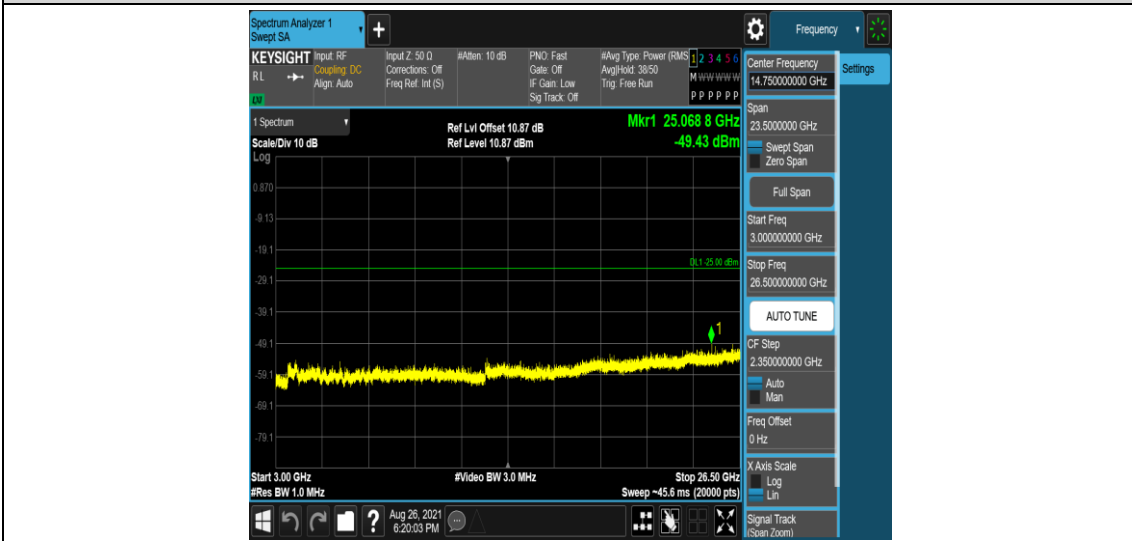 Spectrum Analyzer 1
Swept SA
+
Frequency
KEYSIGHT
RL
LXI
Input: RF
Coupling: DC
Align: Auto
Input Z: 50 Ω
Corrections: Off
Freq Ref: Int (S)
#Atten: 10 dB
PNO: Fast
Gate: Off
IF Gain: Low
Sig Track: Off
#Avg Type: Power (RMS
Avg|Hold: 38/50
Trig: Free Run
1 2 3 4 5 6
M W W W W W
P P P P P P
1 Spectrum
Scale/Div 10 dB
Log
Ref Lvl Offset 10.87 dB
Ref Level 10.87 dBm
Mkr1 25.068 8 GHz
-49.43 dBm
0.870
-9.13
-19.1
DL1 -25.00 dBm
-29.1
-39.1
1
-49.1
-59.1
-69.1
-79.1
Start 3.00 GHz
#Res BW 1.0 MHz
#Video BW 3.0 MHz
Stop 26.50 GHz
Sweep ~45.6 ms (20000 pts)
?
Aug 26, 2021
6:20:03 PM
Center Frequency
14.750000000 GHz
Settings
Span
23.5000000 GHz
Swept Span
Zero Span
Full Span
Start Freq
3.000000000 GHz
Stop Freq
26.500000000 GHz
AUTO TUNE
CF Step
2.350000000 GHz
Auto
Man
Freq Offset
0 Hz
X Axis Scale
Log
Lin
Signal Track
(Span Zoom)